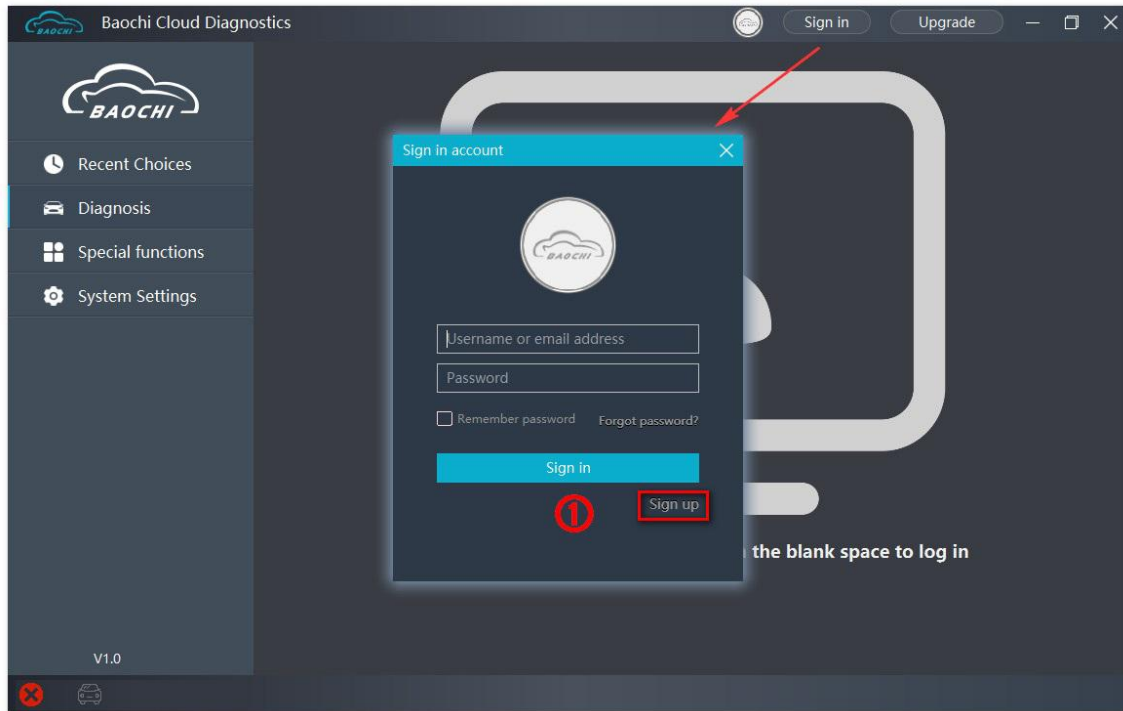 BAOCHI
Baochi Cloud Diagnostics
Sign in
Upgrade
BAOCHI
Recent Choices
Diagnosis
Special functions
System Settings
Sign in account
BAOCHI
Username or email address
Password
Remember password
Forgot password?
Sign in
①
Sign up
the blank space to log in
V1.0